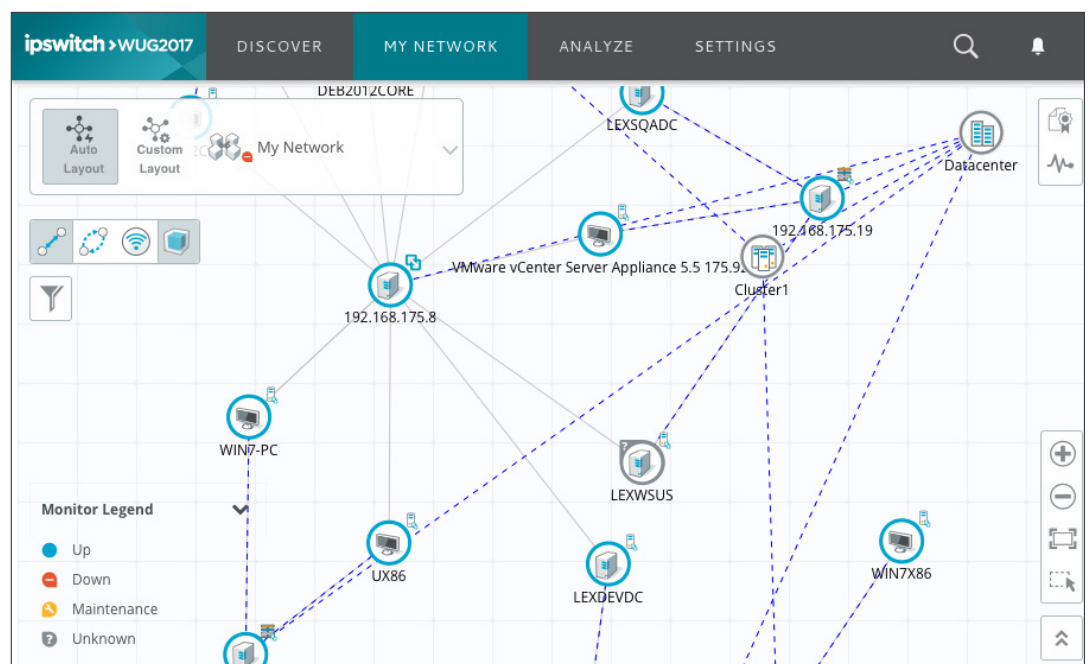 ipswitch > WUG2017
DISCOVER
MY NETWORK
ANALYZE
SETTINGS
DEB2012CORE
Auto
Layout
Custom
Layout
My Network
LEXSQADC
Datacenter
192.168.175.19
VMware vCenter Server Appliance 5.5 175.92
Cluster1
192.168.175.8
WIN7-PC
LEXWSUS
Monitor Legend
Up
Down
Maintenance
Unknown
UX86
LEXDEVDC
WIN7X86